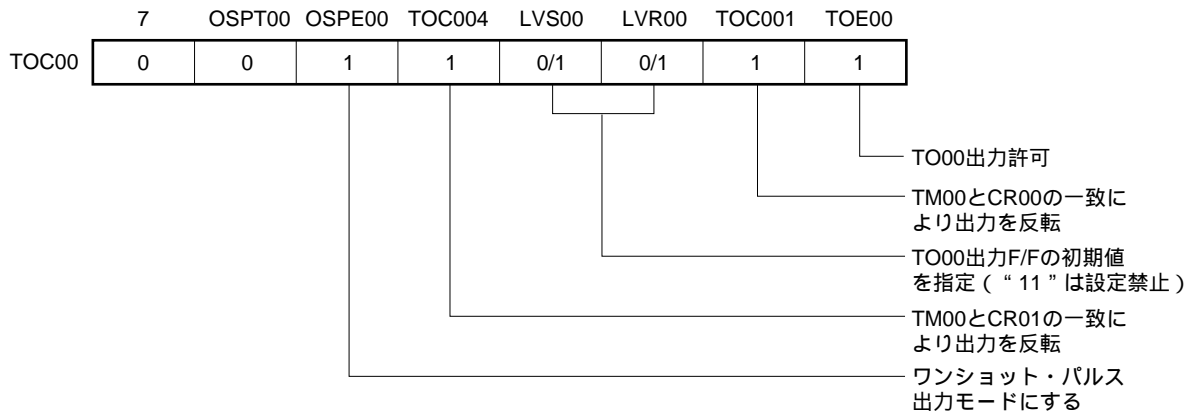 7 OSPT00 OSPE00 TOC004 LVS00 LVR00 TOC001 TOE00
TOC00 0 0 1 1 0/1 0/1 1 1
TO00出力許可
TM00とCR00の一致に
より出力を反転
TO00出力F/Fの初期値
を指定（“11”は設定禁止）
TM00とCR01の一致に
より出力を反転
ワンショット・パルス
出力モードにする